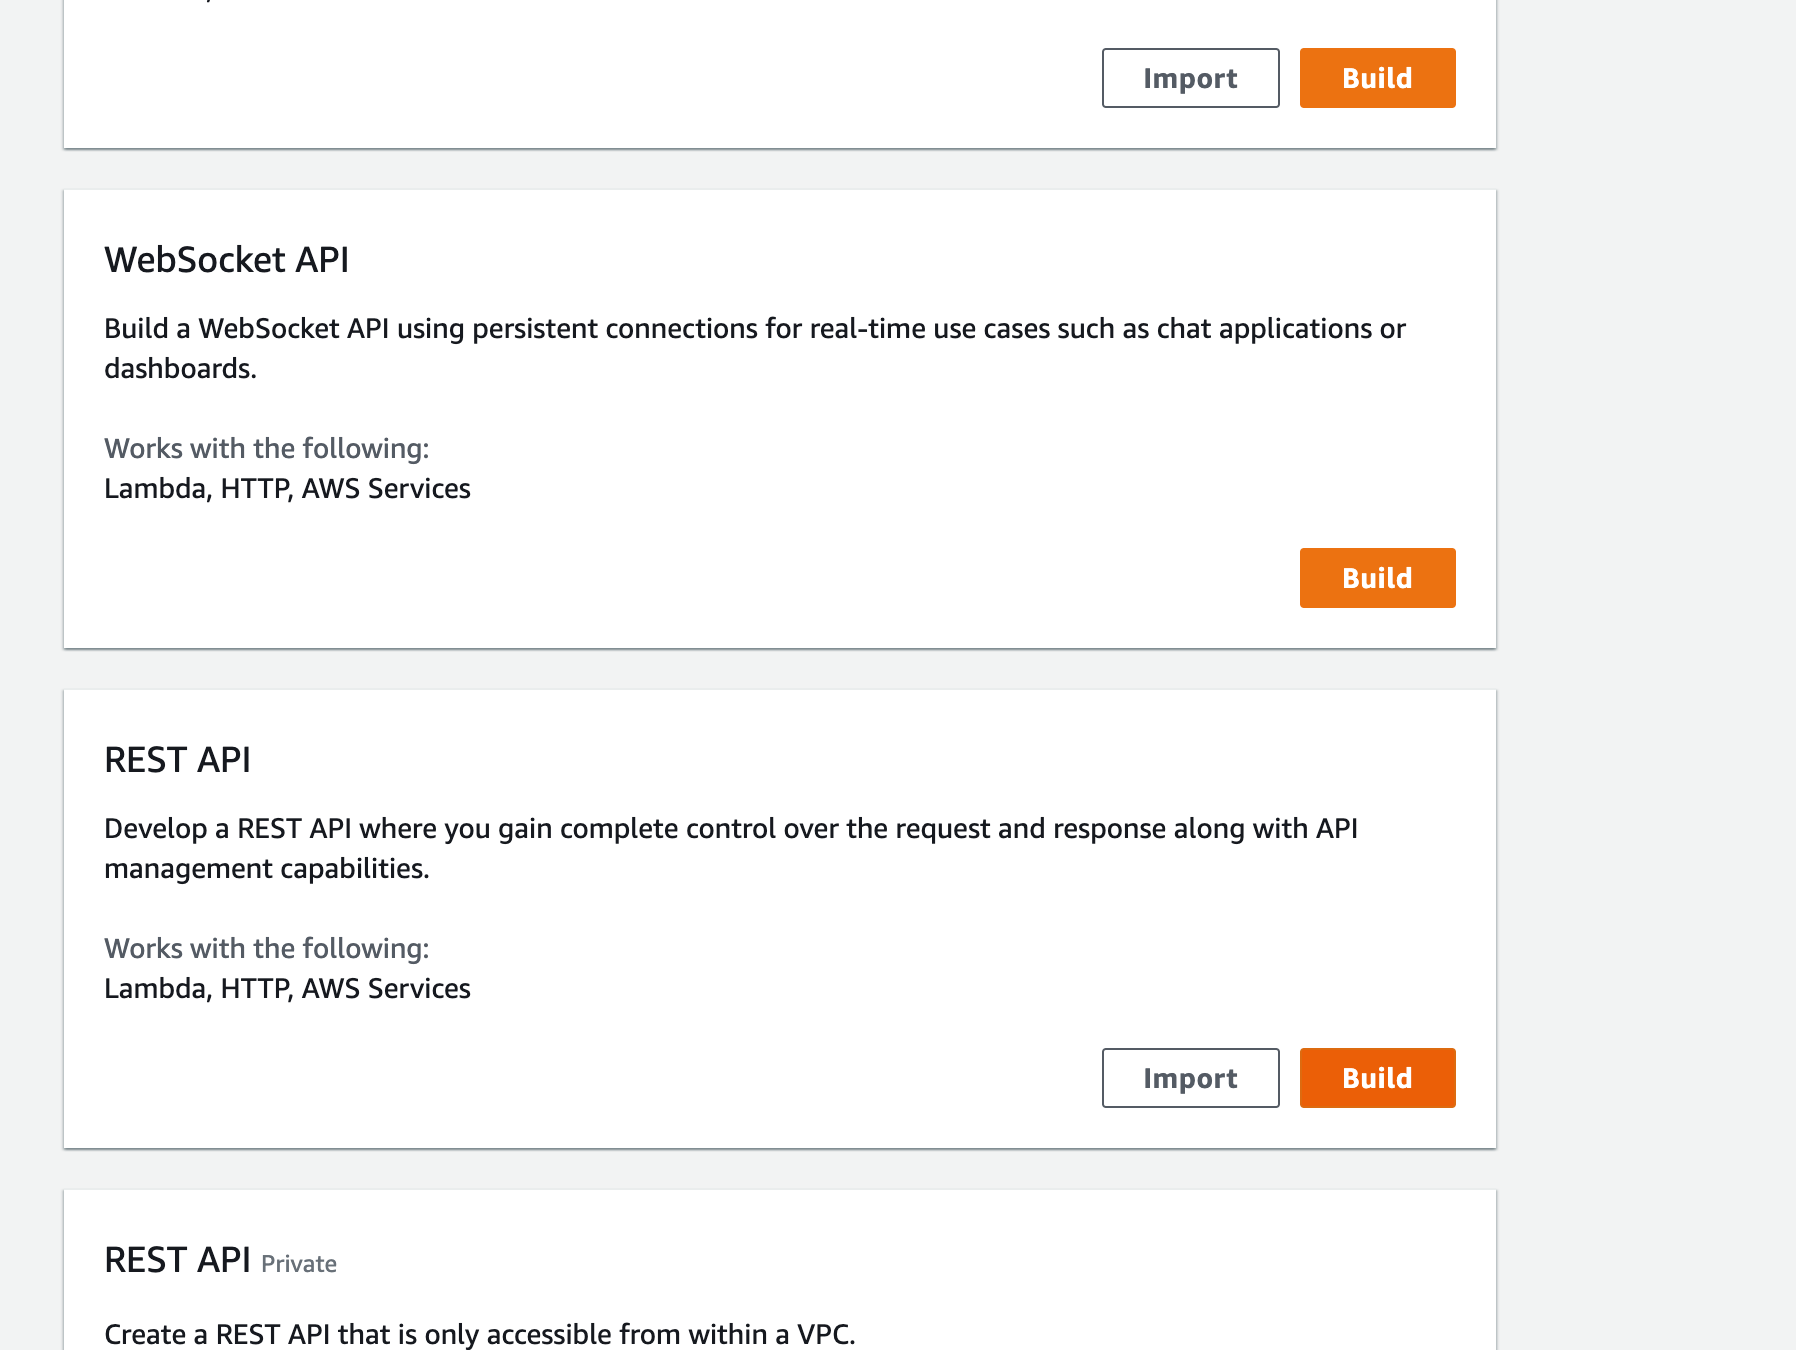 Import
Build
WebSocket API
Build a WebSocket API using persistent connections for real-time use cases such as chat applications or
dashboards.
Works with the following:
Lambda, HTTP, AWS Services
Build
REST API
Develop a REST API where you gain complete control over the request and response along with API
management capabilities.
Works with the following:
Lambda, HTTP, AWS Services
Import
Build
REST API Private
Create a REST API that is only accessible from within a VPC.